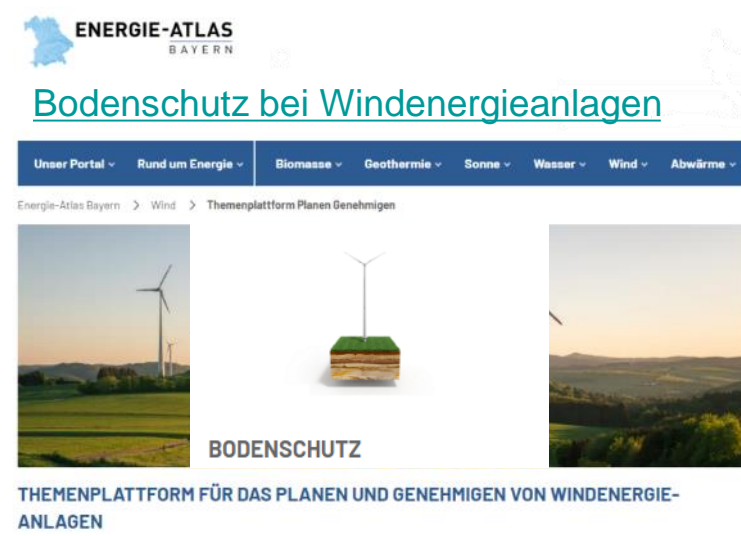 ENERGIE-ATLAS
BAYERN
Bodenschutz bei Windenergieanlagen
Unser Portal Rund um Energie Biomasse Geothermie Sonne Wasser Wind Abwärme
Energie-Atlas Bayern > Wind > Themenplattform Planen Genehmigen
BODENSCHUTZ
THEMENPLATTFORM FÜR DAS PLANEN UND GENEHMIGEN VON WINDENERGIE-
ANLAGEN